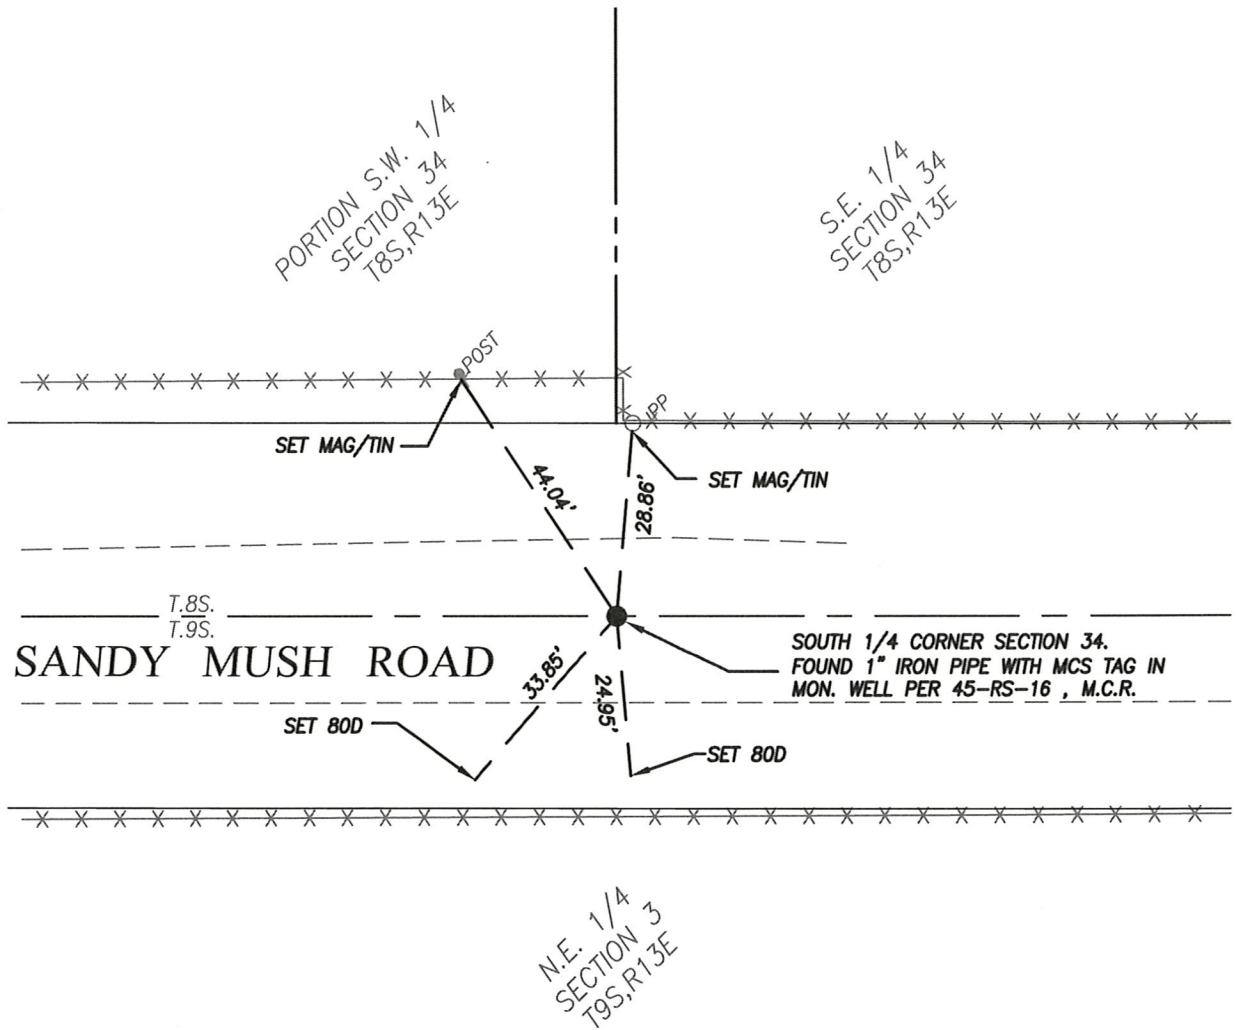 PORTION S.W. 1/4
SECTION 34
T8S,R13E
S.E. 1/4
SECTION 34
T8S,R13E
POST
JPP
SET MAG/TIN
SET MAG/TIN
44.04'
28.86'
T.8S.
T.9S.
SANDY MUSH ROAD
SOUTH 1/4 CORNER SECTION 34.
FOUND 1" IRON PIPE WITH MCS TAG IN
MON. WELL PER 45-RS-16 , M.C.R.
33.85'
24.95'
SET 80D
SET 80D
N.E. 1/4
SECTION 3
T9S,R13E